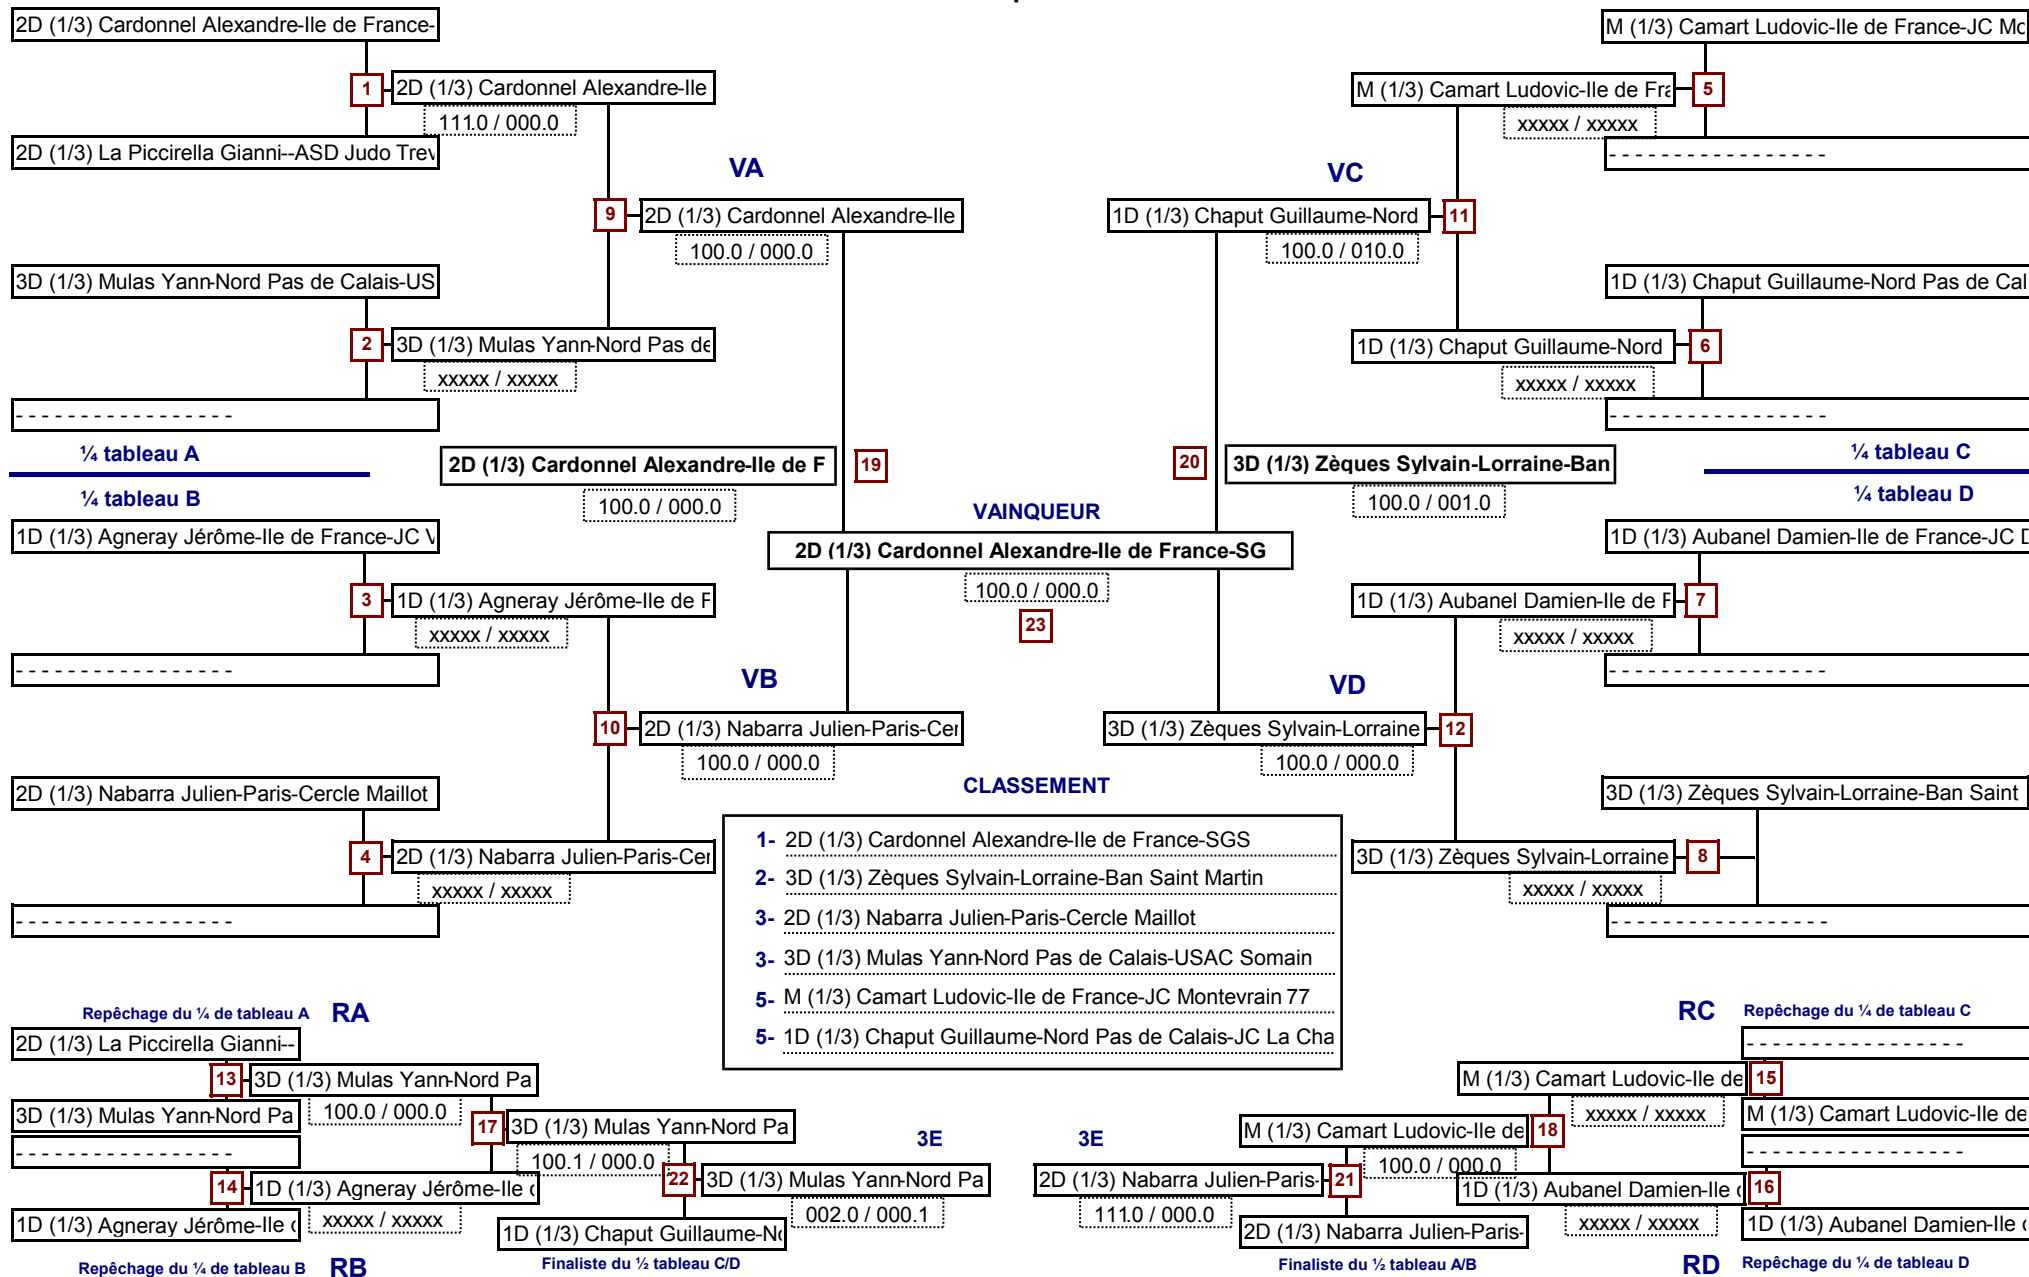 2D (1/3) Cardonnel Alexandre-Ile de France-
1
2D (1/3) Cardonnel Alexandre-Ile
111.0 / 000.0
2D (1/3) La Piccirella Gianni--ASD Judo Trev
VA
9
2D (1/3) Cardonnel Alexandre-Ile
100.0 / 000.0
3D (1/3) Mulas Yann-Nord Pas de Calais-US
2
3D (1/3) Mulas Yann-Nord Pas de
xxxxx / xxxxx
- - - - - - - - - - - - - - - - -
¼ tableau A
2D (1/3) Cardonnel Alexandre-Ile de F
19
100.0 / 000.0
¼ tableau B
1D (1/3) Agneray Jérôme-Ile de France-JC V
3
1D (1/3) Agneray Jérôme-Ile de F
xxxxx / xxxxx
- - - - - - - - - - - - - - - - -
VB
10
2D (1/3) Nabarra Julien-Paris-Cer
100.0 / 000.0
2D (1/3) Nabarra Julien-Paris-Cercle Maillot
4
2D (1/3) Nabarra Julien-Paris-Cer
xxxxx / xxxxx
- - - - - - - - - - - - - - - - -
M (1/3) Camart Ludovic-Ile de France-JC Mo
M (1/3) Camart Ludovic-Ile de Fra
5
xxxxx / xxxxx
- - - - - - - - - - - - - - - - -
VC
1D (1/3) Chaput Guillaume-Nord
11
100.0 / 010.0
1D (1/3) Chaput Guillaume-Nord Pas de Cal
1D (1/3) Chaput Guillaume-Nord
6
xxxxx / xxxxx
- - - - - - - - - - - - - - - - -
20
3D (1/3) Zèques Sylvain-Lorraine-Ban
100.0 / 001.0
¼ tableau C
¼ tableau D
VAINQUEUR
2D (1/3) Cardonnel Alexandre-Ile de France-SG
100.0 / 000.0
23
1D (1/3) Aubanel Damien-Ile de France-JC D
1D (1/3) Aubanel Damien-Ile de F
7
xxxxx / xxxxx
- - - - - - - - - - - - - - - - -
VD
3D (1/3) Zèques Sylvain-Lorraine
12
100.0 / 000.0
3D (1/3) Zèques Sylvain-Lorraine-Ban Saint
3D (1/3) Zèques Sylvain-Lorraine
8
xxxxx / xxxxx
- - - - - - - - - - - - - - - - -
CLASSEMENT
1- 2D (1/3) Cardonnel Alexandre-Ile de France-SGS
2- 3D (1/3) Zèques Sylvain-Lorraine-Ban Saint Martin
3- 2D (1/3) Nabarra Julien-Paris-Cercle Maillot
3- 3D (1/3) Mulas Yann-Nord Pas de Calais-USAC Somain
5- M (1/3) Camart Ludovic-Ile de France-JC Montevrain 77
5- 1D (1/3) Chaput Guillaume-Nord Pas de Calais-JC La Cha
Repêchage du ¼ de tableau A RA
2D (1/3) La Piccirella Gianni--
13
3D (1/3) Mulas Yann-Nord Pa
100.0 / 000.0
3D (1/3) Mulas Yann-Nord Pa
17
3D (1/3) Mulas Yann-Nord Pa
100.1 / 000.0
- - - - - - - - - - - - - - - - -
14
1D (1/3) Agneray Jérôme-Ile d
xxxxx / xxxxx
1D (1/3) Agneray Jérôme-Ile d
Repêchage du ¼ de tableau B RB
3E
22
3D (1/3) Mulas Yann-Nord Pa
002.0 / 000.1
1D (1/3) Chaput Guillaume-No
Finaliste du ½ tableau C/D
RC Repêchage du ¼ de tableau C
- - - - - - - - - - - - - - - - -
M (1/3) Camart Ludovic-Ile de
15
xxxxx / xxxxx
M (1/3) Camart Ludovic-Ile de
3E
M (1/3) Camart Ludovic-Ile de
18
100.0 / 000.0
- - - - - - - - - - - - - - - - -
2D (1/3) Nabarra Julien-Paris-
21
111.0 / 000.0
1D (1/3) Aubanel Damien-Ile d
16
xxxxx / xxxxx
1D (1/3) Aubanel Damien-Ile d
2D (1/3) Nabarra Julien-Paris-
Finaliste du ½ tableau A/B
RD Repêchage du ¼ de tableau D